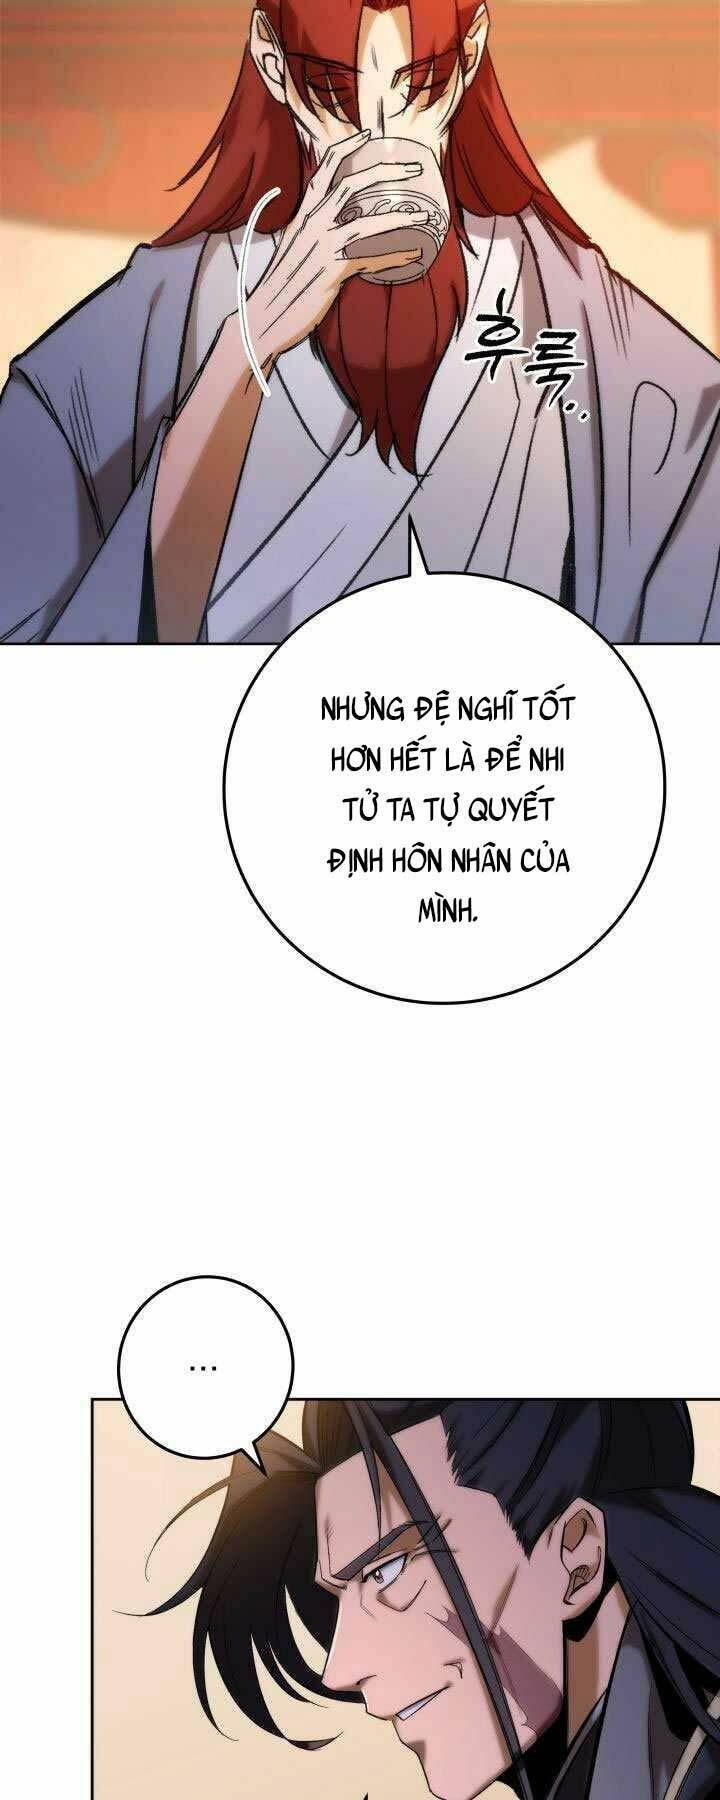 후룩..
NHƯNG ĐỆ NGHĨ TỐT
HƠN HẾT LÀ ĐỂ NHI
TỬ TA TỰ QUYẾT
ĐỊNH HÔN NHÂN CỦA
MÌNH.
...